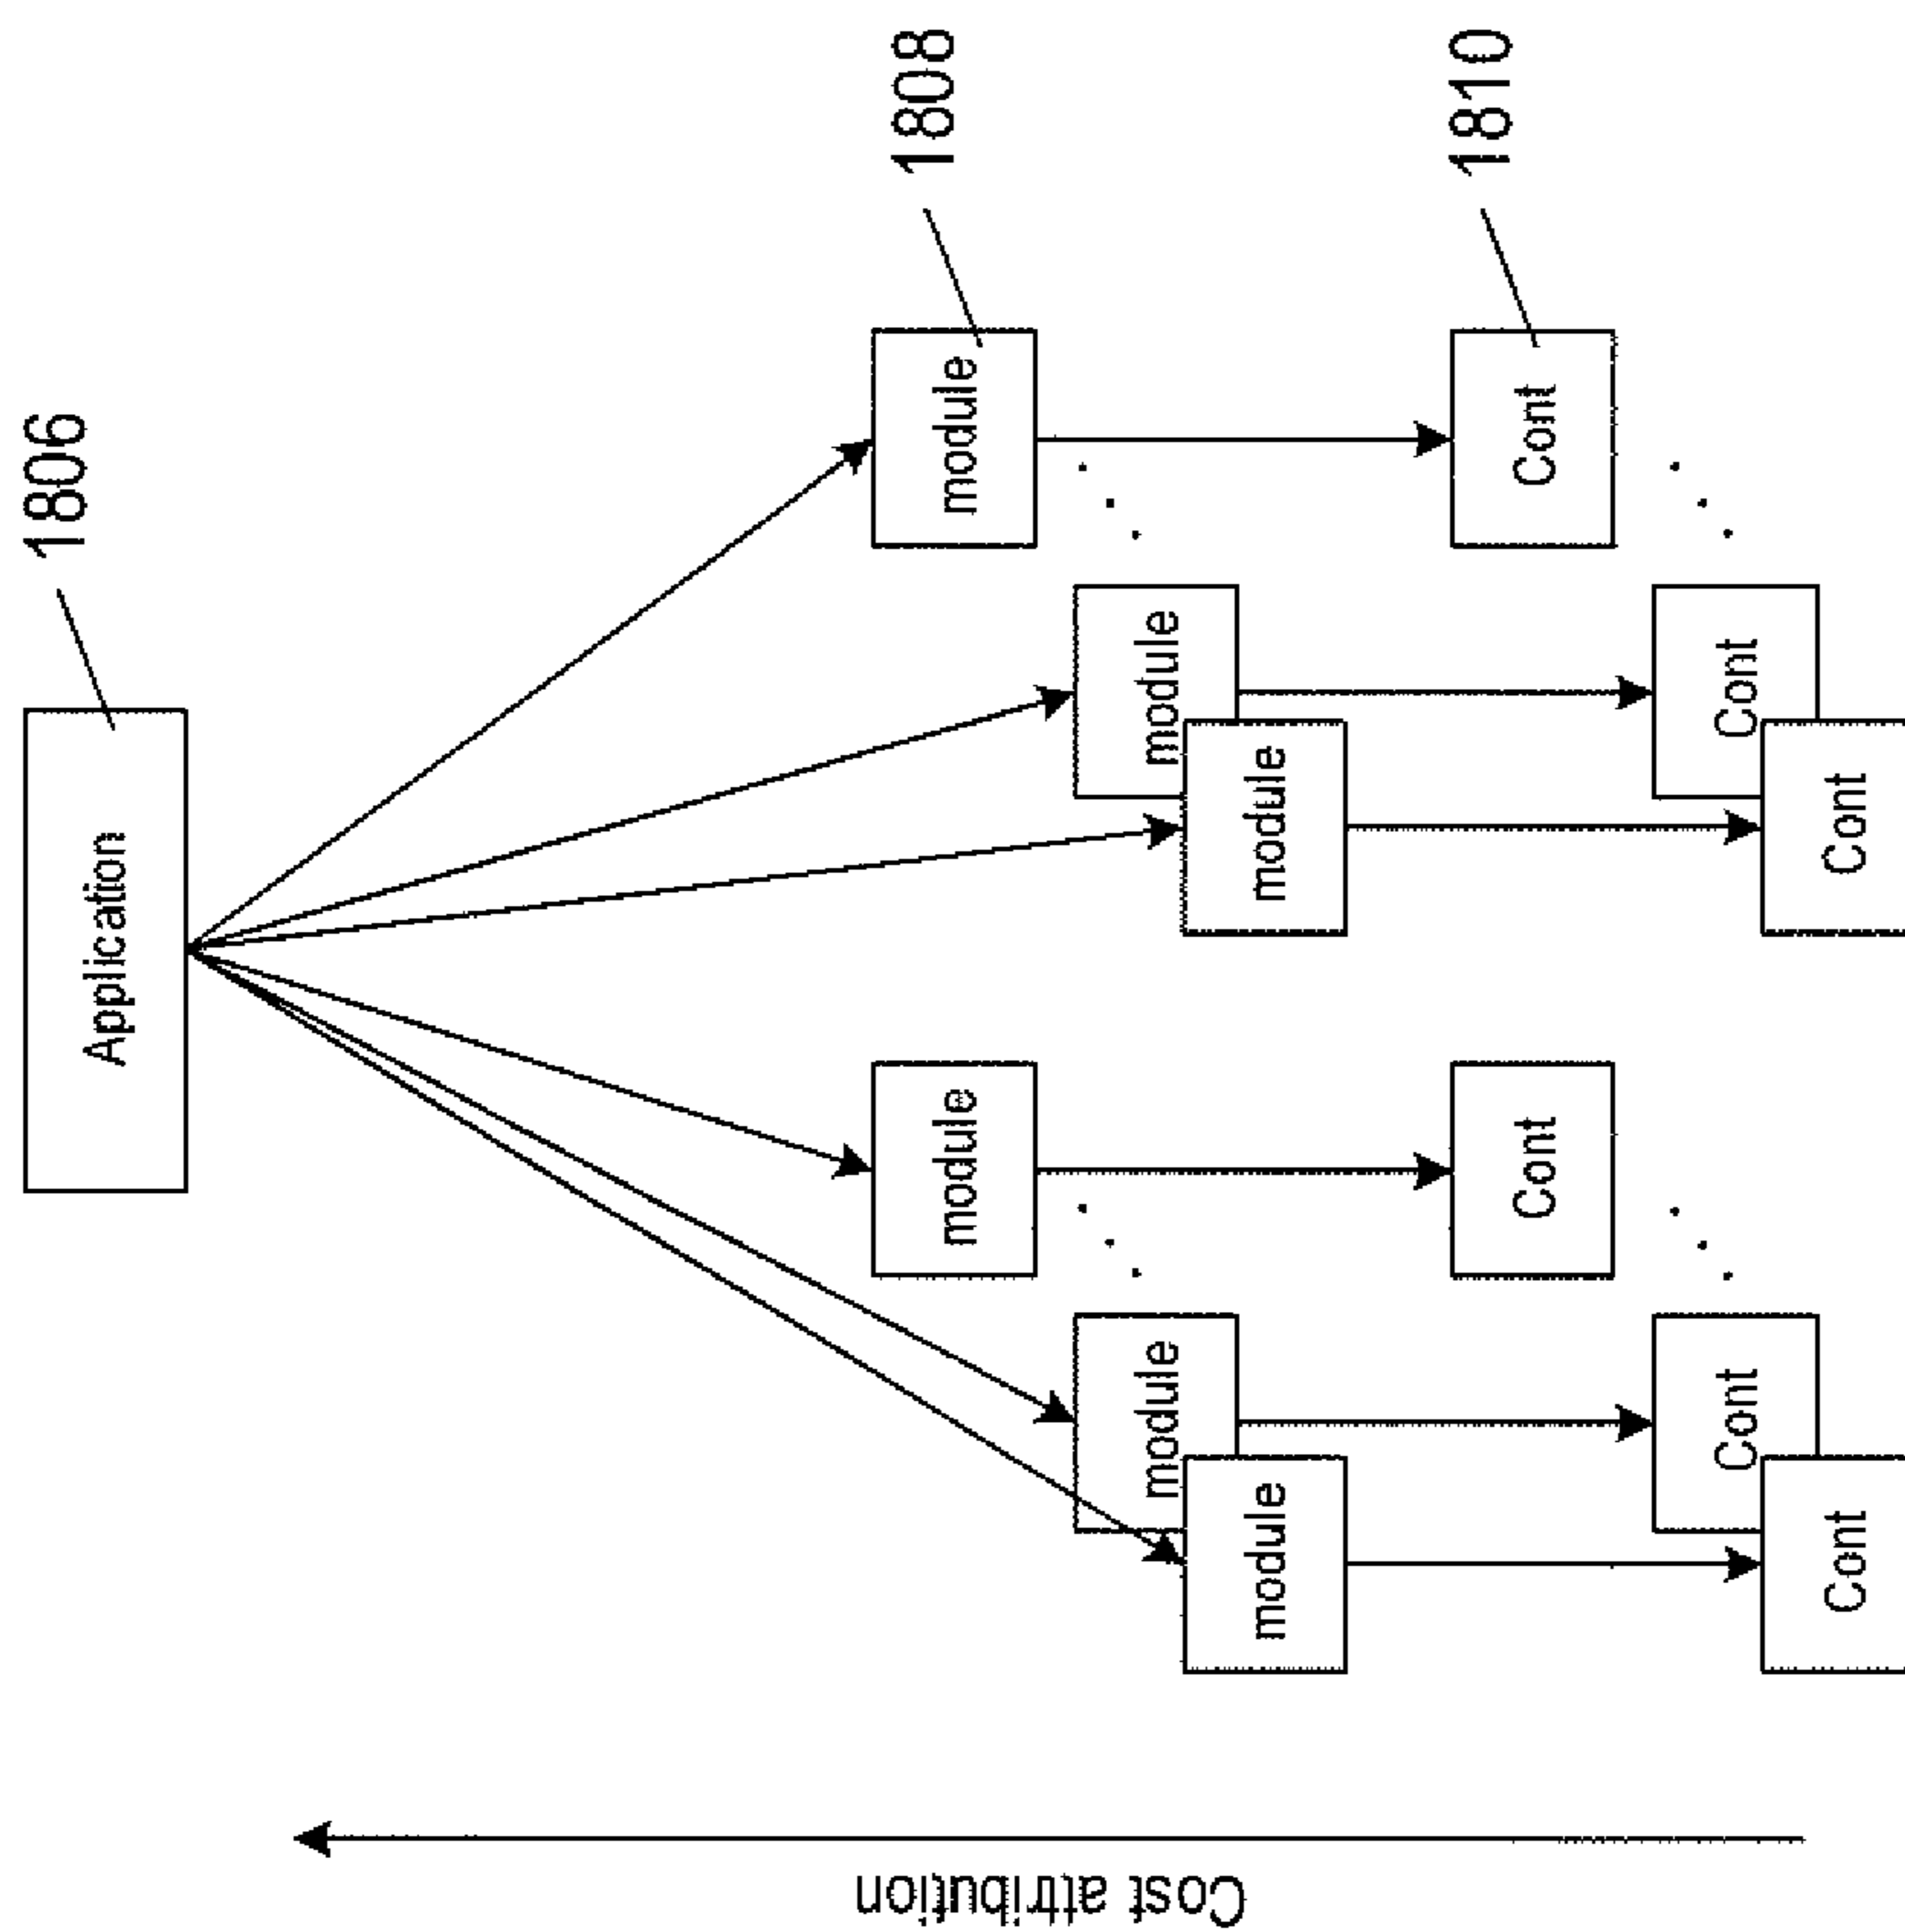 1806
Application
1808
module
module
module
module
module
module
1810
Cont
Cont
Cont
Cont
Cont
Cont
Cost attribution